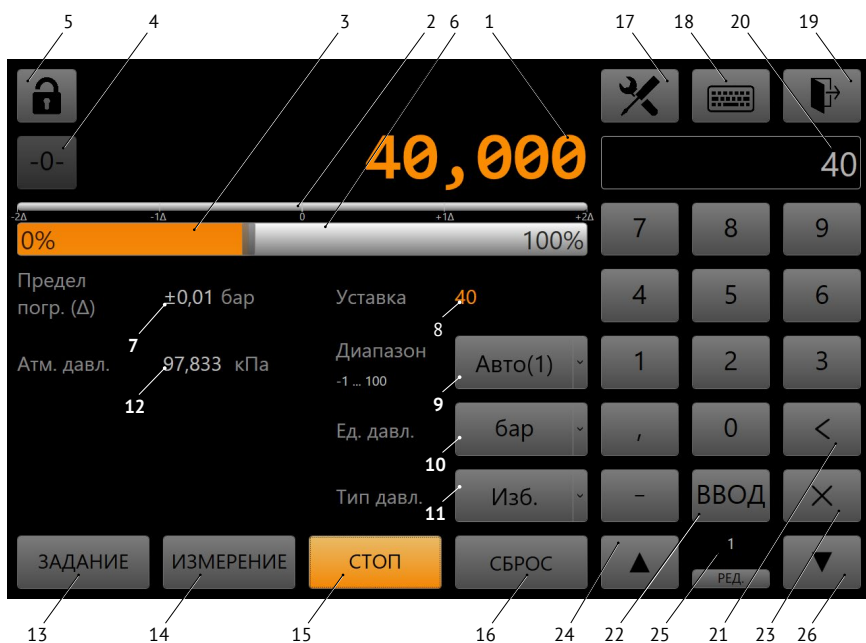 5 4 3 2 6 1 17 18 20 19
-0- 40,000 40
-2Δ -1Δ 0 +1Δ +2Δ
0% 100% 7 8 9
Предел
погр. (Δ) ±0,01 бар Уставка 40 4 5 6
7 8
Атм. давл. 97,833 кПа Диапазон Авто(1) 1 2 3
-1 ... 100
12 9
Ед. давл. бар , 0 <
10
Тип давл. Изб. – ВВОД ×
11
ЗАДАНИЕ ИЗМЕРЕНИЕ СТОП СБРОС ▲ 1 ▼
РЕД.
13 14 15 16 24 22 25 21 23 26